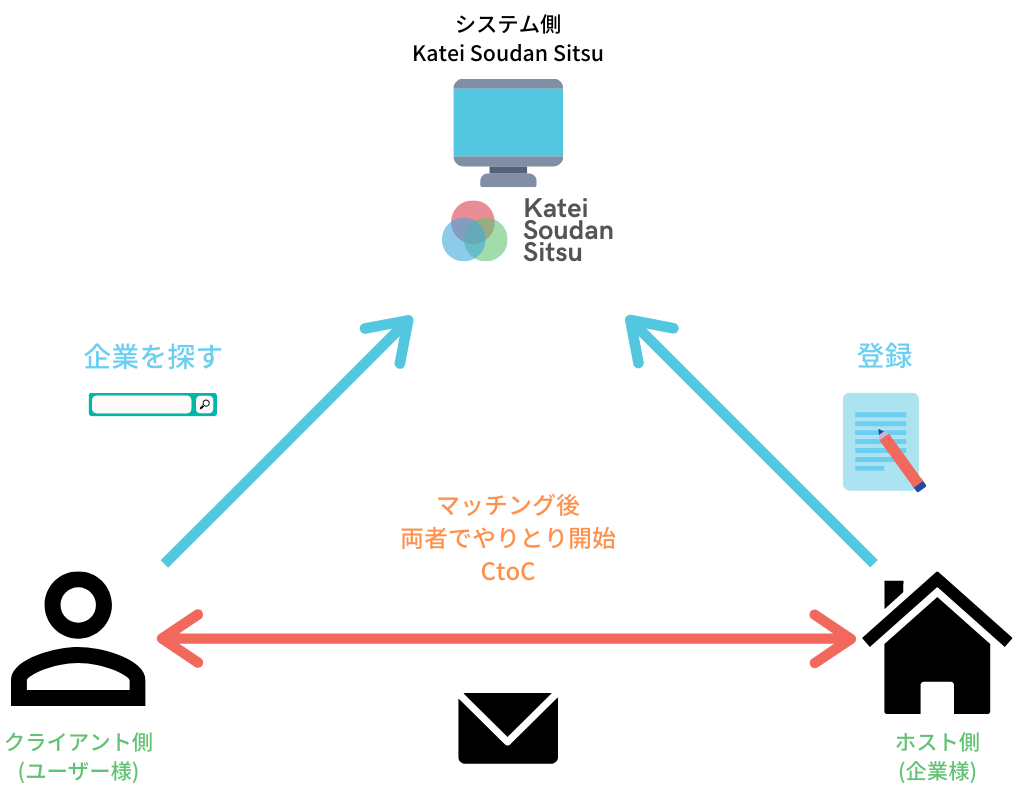 システム側
Katei Soudan Sitsu
Katei
Soudan
Sitsu
企業を探す
登録
マッチング後
両者でやりとり開始
CtoC
クライアント側
(ユーザー様)
ホスト側
(企業様)